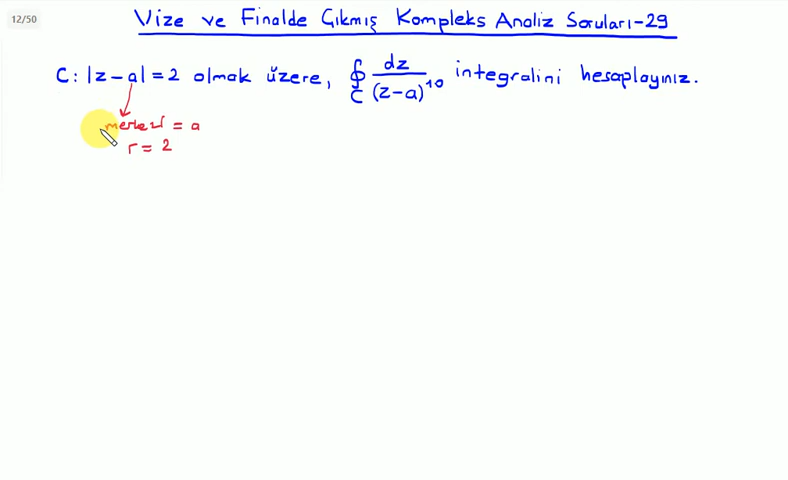 12/50
Vize ve Finalde Çıkmış Kompleks Analiz Soruları-29
C: |z-a|=2 olmak üzere, ∮_C dz/(z-a)^10 integralini hesaplayınız.
merkezi = a
r = 2